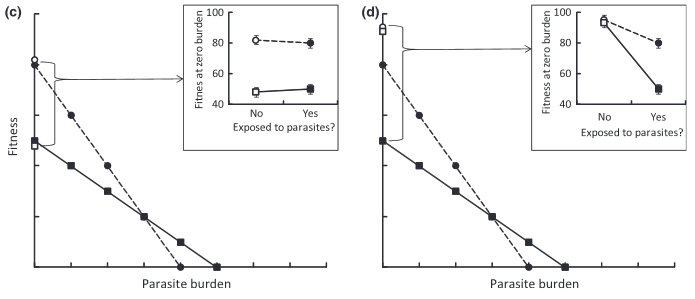 (c)
Fitness
Parasite burden
Fitnes at zero burden
100
80
60
40
No Yes
Exposed to parasites?
(d)
Parasite burden
Fitness at zero burden
100
80
60
40
No Yes
Exposed to parasites?